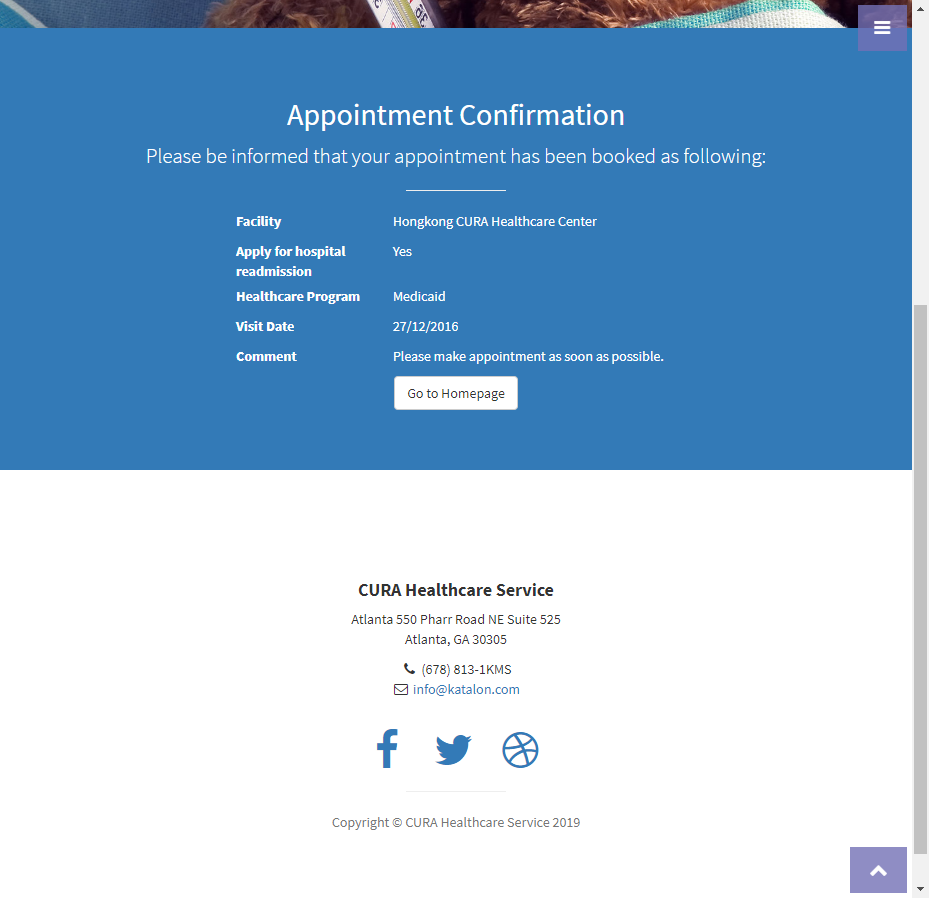 Appointment Confirmation
Please be informed that your appointment has been booked as following:
Facility Hongkong CURA Healthcare Center
Apply for hospital Yes
readmission
Healthcare Program Medicaid
Visit Date 27/12/2016
Comment Please make appointment as soon as possible.
Go to Homepage
CURA Healthcare Service
Atlanta 550 Pharr Road NE Suite 525
Atlanta, GA 30305
(678) 813-1KMS
info@katalon.com
Copyright © CURA Healthcare Service 2019